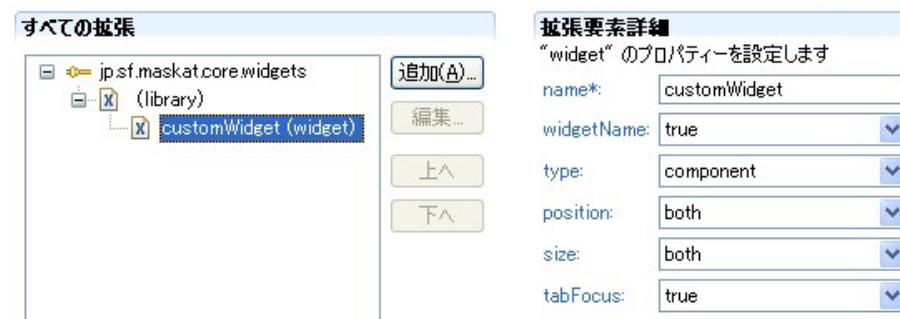 すべての拡張
jp.sf.maskat.core.widgets
(library)
customWidget (widget)
追加(A)...
編集...
上へ
下へ
拡張要素詳細
"widget" のプロパティーを設定します
name*: customWidget
widgetName: true
type: component
position: both
size: both
tabFocus: true